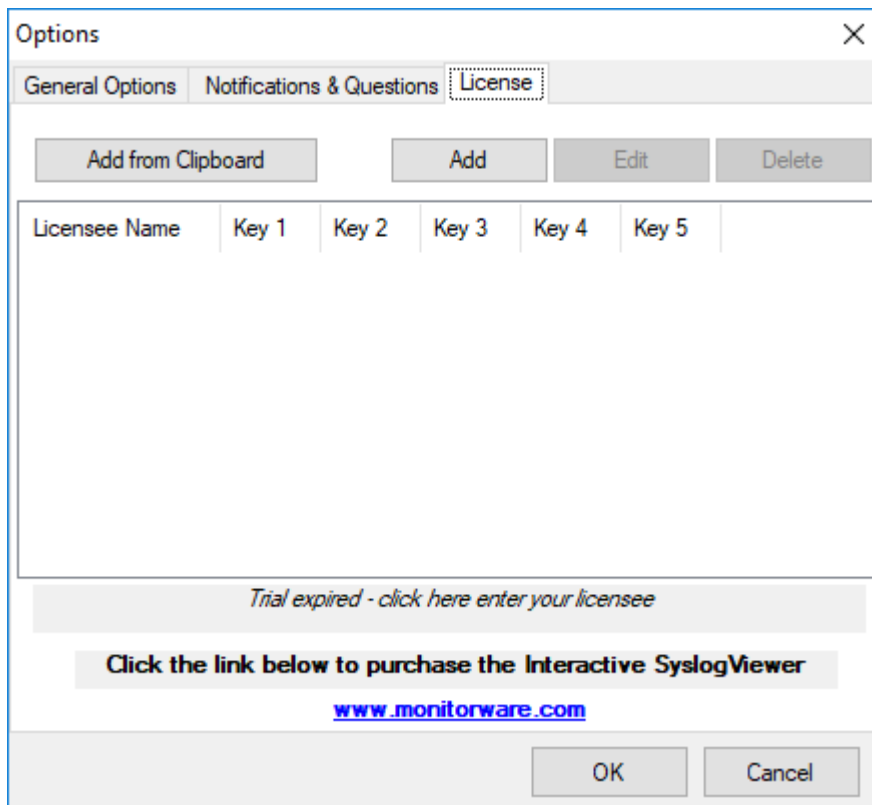 Options
General Options Notifications & Questions License
Add from Clipboard Add Edit Delete
Licensee Name Key 1 Key 2 Key 3 Key 4 Key 5
Trial expired - click here enter your licensee
Click the link below to purchase the Interactive SyslogViewer
www.monitorware.com
OK Cancel